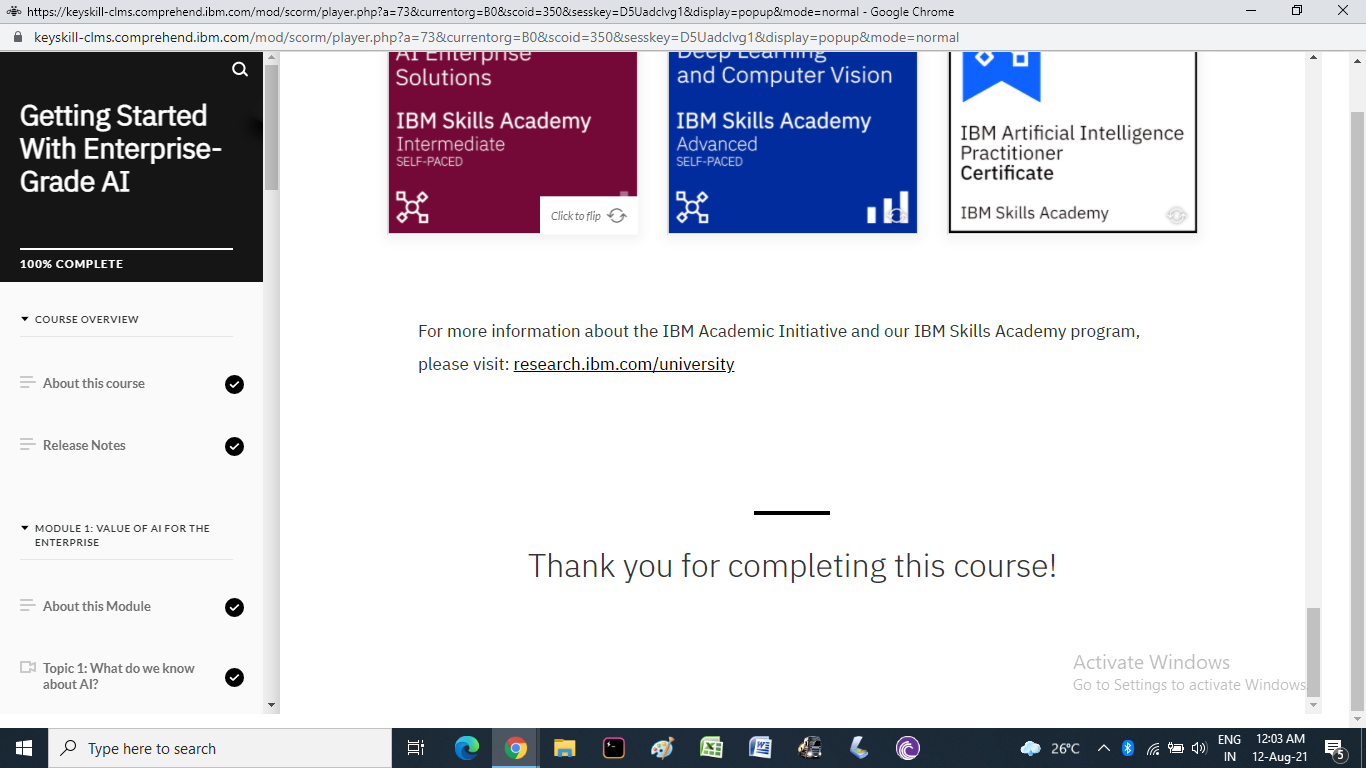 https://keyskill-clms.comprehend.ibm.com/mod/scorm/player.php?a=73&currentorg=B0&scoid=350&sesskey=D5Uadclvg1&display=popup&mode=normal - Google Chrome
keyskill-clms.comprehend.ibm.com/mod/scorm/player.php?a=73&currentorg=B0&scoid=350&sesskey=D5Uadclvg1&display=popup&mode=normal
Getting Started
With Enterprise-
Grade AI
100% COMPLETE
COURSE OVERVIEW
About this course
Release Notes
MODULE 1: VALUE OF AI FOR THE
ENTERPRISE
About this Module
Topic 1: What do we know
about AI?
AI Enterprise
Solutions
IBM Skills Academy
Intermediate
SELF-PACED
Click to flip
Deep Learning
and Computer Vision
IBM Skills Academy
Advanced
SELF-PACED
IBM Artificial Intelligence
Practitioner
Certificate
IBM Skills Academy
For more information about the IBM Academic Initiative and our IBM Skills Academy program,
please visit: research.ibm.com/university
Thank you for completing this course!
Activate Windows
Go to Settings to activate Windows
Type here to search
26°C
ENG
IN
12:03 AM
12-Aug-21
5